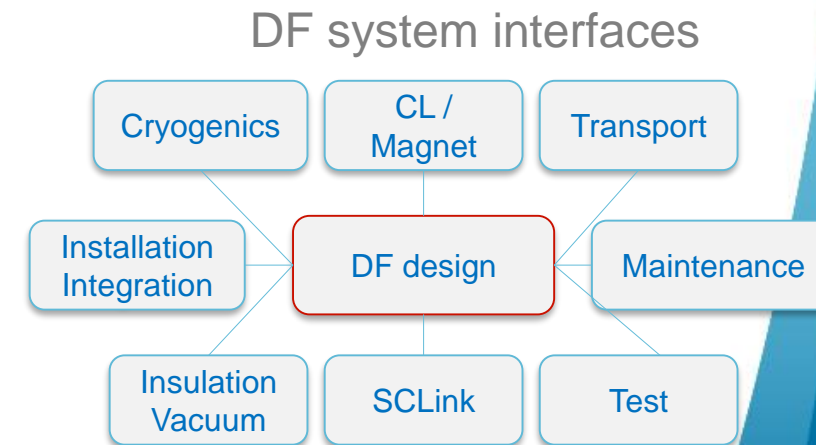 DF system interfaces
Cryogenics
CL /
Magnet
Transport
Installation
Integration
DF design
Maintenance
Insulation
Vacuum
SCLink
Test